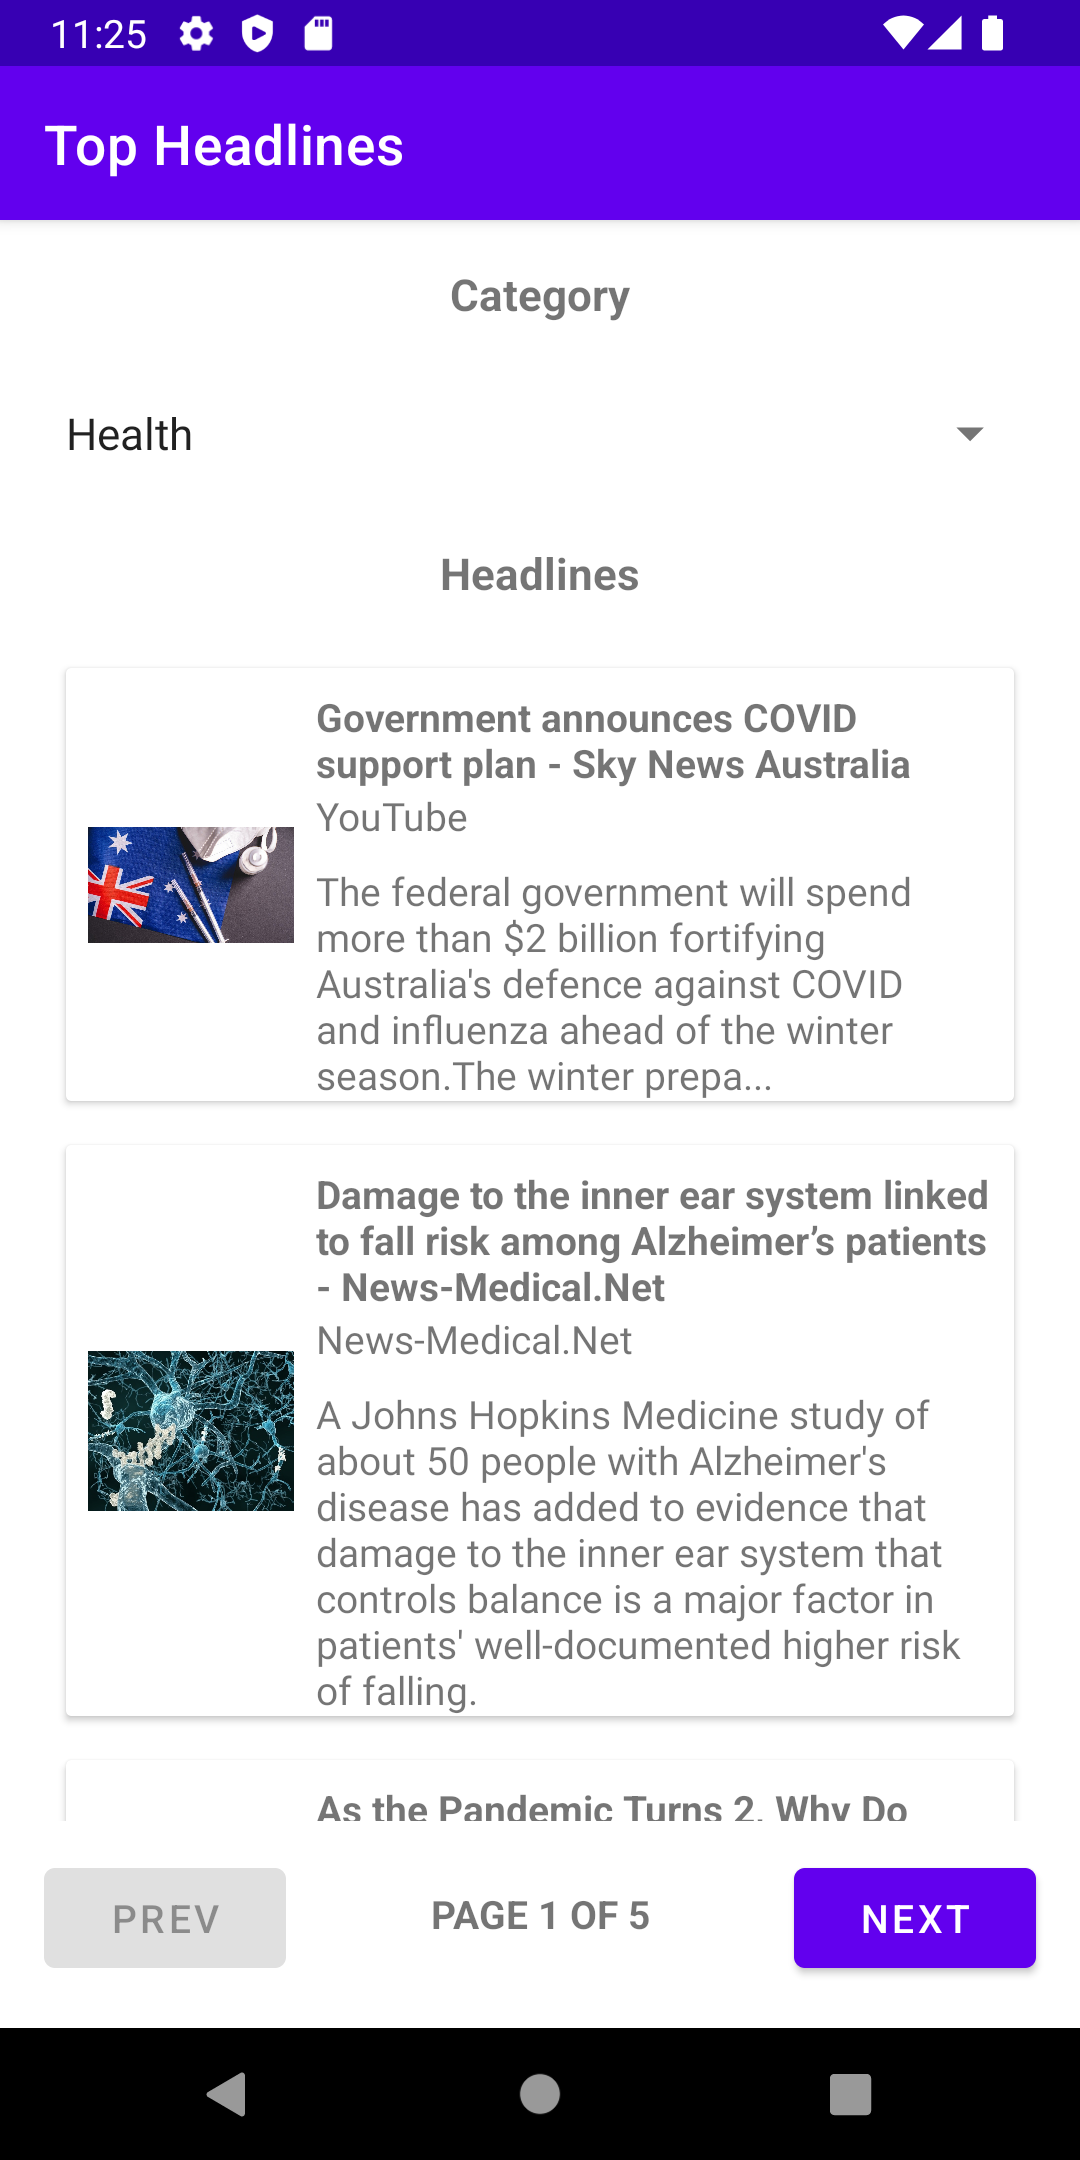 11:25
Top Headlines
Category
Health
Headlines
Government announces COVID
support plan - Sky News Australia
YouTube
The federal government will spend
more than $2 billion fortifying
Australia's defence against COVID
and influenza ahead of the winter
season.The winter prepa...
Damage to the inner ear system linked
to fall risk among Alzheimer’s patients
- News-Medical.Net
News-Medical.Net
A Johns Hopkins Medicine study of
about 50 people with Alzheimer's
disease has added to evidence that
damage to the inner ear system that
controls balance is a major factor in
patients' well-documented higher risk
of falling.
As the Pandemic Turns 2, Why Do
PREV
PAGE 1 OF 5
NEXT